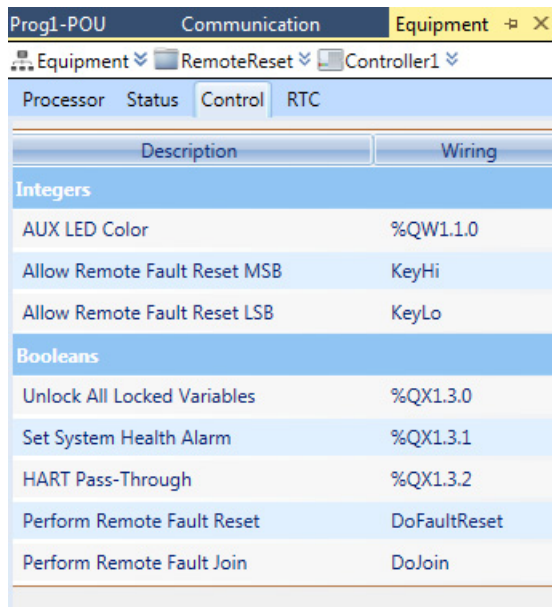 Prog1-POU Communication Equipment
Equipment RemoteReset Controller1
Processor Status Control RTC
Description Wiring
Integers
AUX LED Color %QW1.1.0
Allow Remote Fault Reset MSB KeyHi
Allow Remote Fault Reset LSB KeyLo
Booleans
Unlock All Locked Variables %QX1.3.0
Set System Health Alarm %QX1.3.1
HART Pass-Through %QX1.3.2
Perform Remote Fault Reset DoFaultReset
Perform Remote Fault Join DoJoin